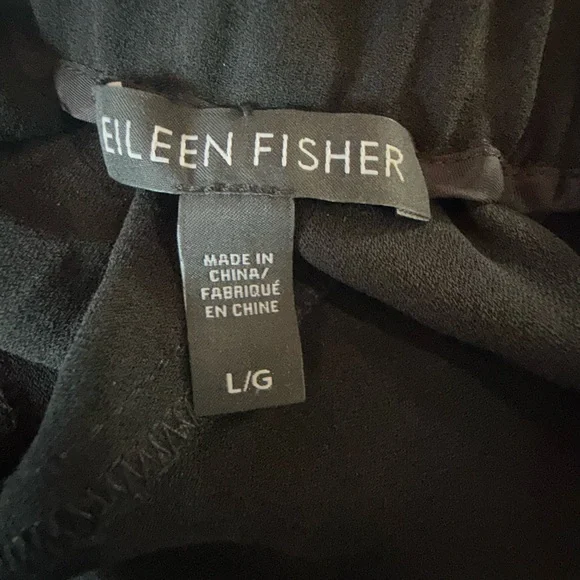 EILEEN FISHER
MADE IN
CHINA/
FABRIQUÉ
EN CHINE
L/G